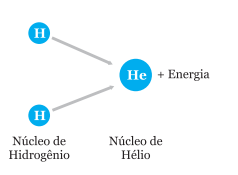 H
He + Energia
H
Núcleo de Hidrogênio
Núcleo de Hélio